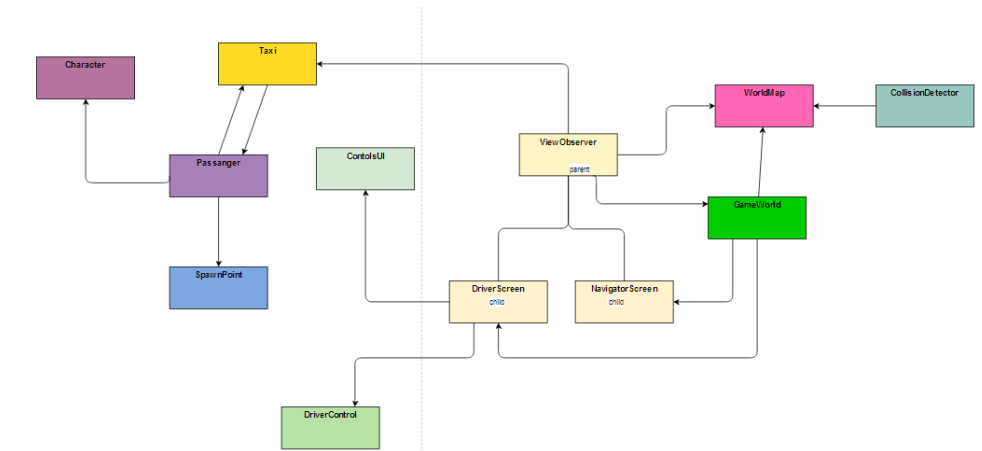 Taxi
Character
WorldMap
CollisionDetector
ViewObserver
parent
Passanger
ContolsUI
GameWorld
SpawnPoint
DriverScreen
child
NavigatorScreen
child
DriverControl